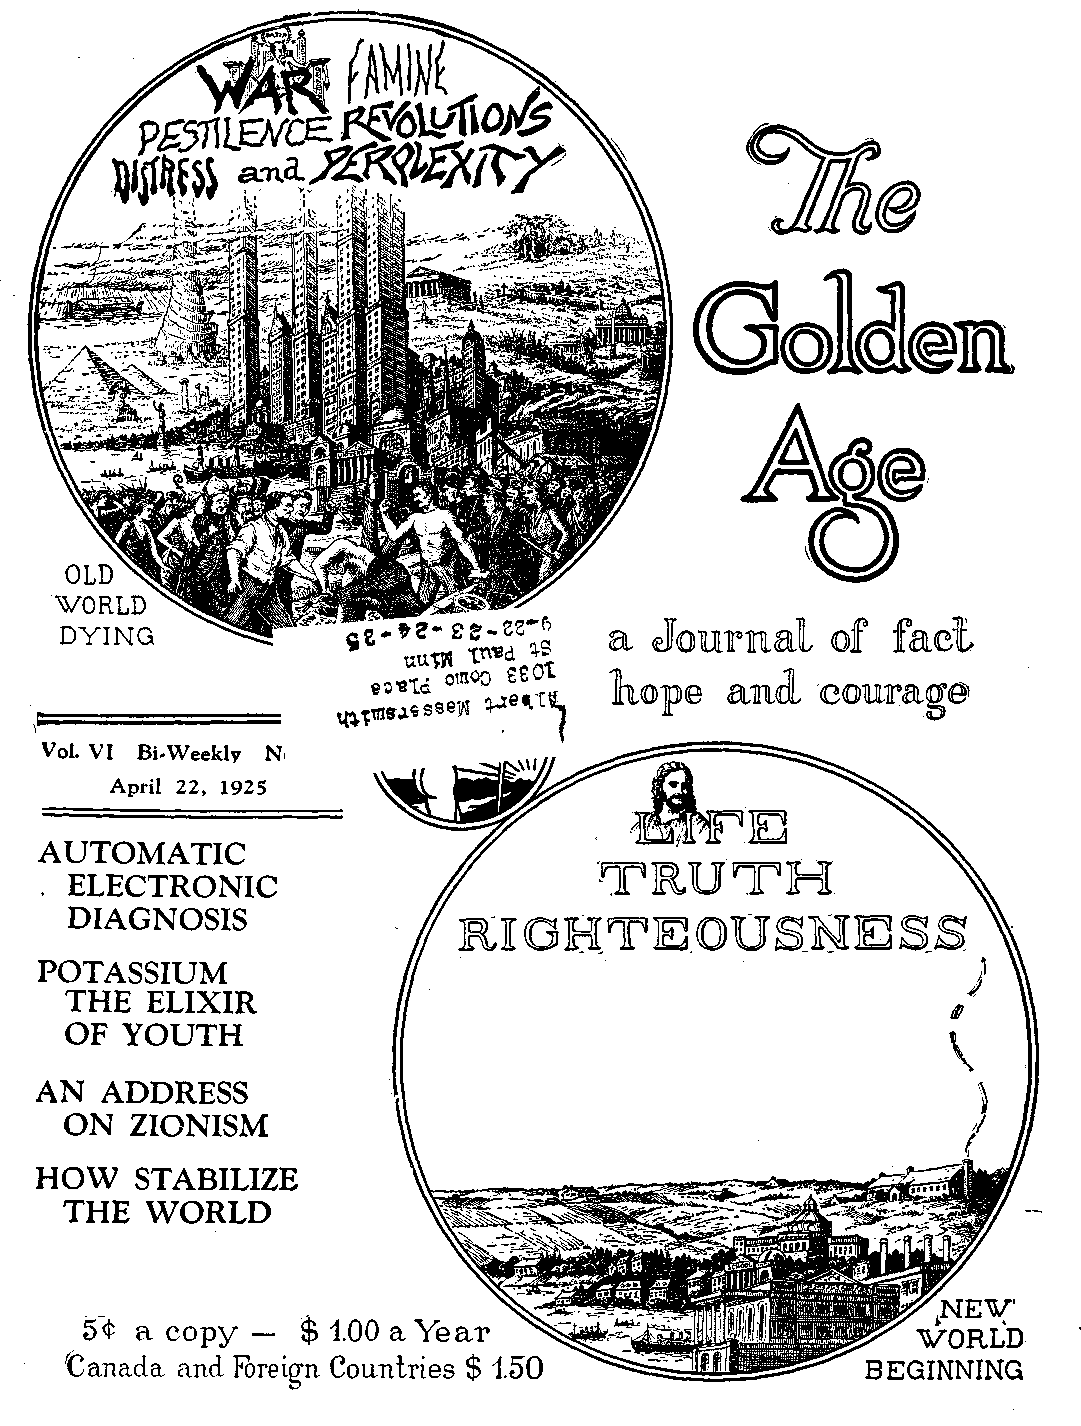 WAR FAMINE
PESTILENCE REVOLUTIONS
DISTRESS and PERPLEXITY
The
Golden
Age
OLD
WORLD
DYING
a Journal of fact
hope and courage
Albert Messersmith
1033 Como Place
St Paul Minn
9-22-23-24-25
Vol. VI Bi-Weekly N
April 22, 1925
AUTOMATIC
ELECTRONIC
DIAGNOSIS
POTASSIUM
THE ELIXIR
OF YOUTH
AN ADDRESS
ON ZIONISM
HOW STABILIZE
THE WORLD
LIFE
TRUTH
RIGHTEOUSNESS
5¢ a copy — $ 1.00 a Year
Canada and Foreign Countries $ 1.50
NEW
WORLD
BEGINNING